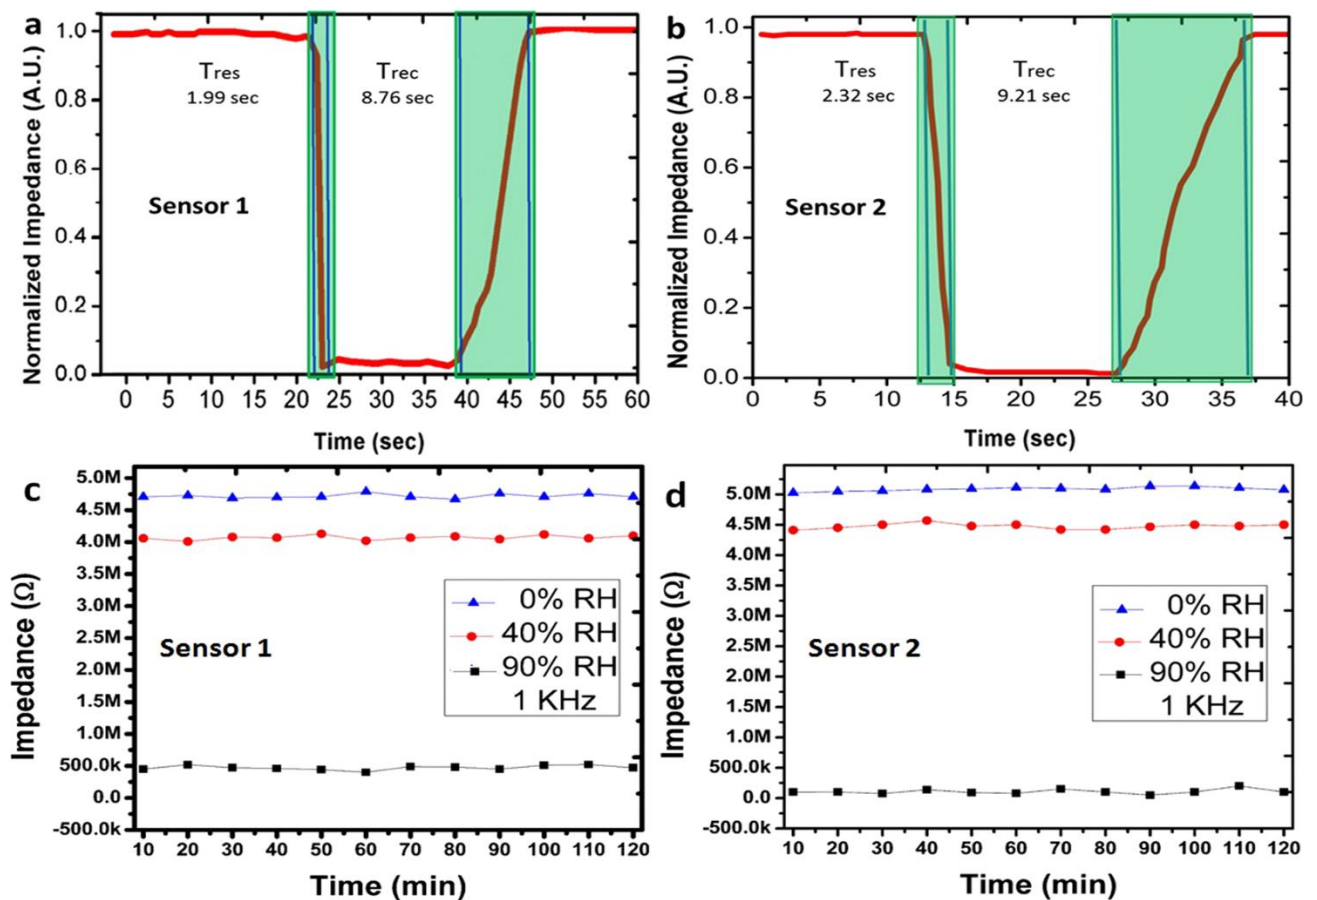 a
Normalized Impedance (A.U.)
1.0
0.8
0.6
0.4
0.2
0.0
Tres
1.99 sec
Trec
8.76 sec
Sensor 1
0 5 10 15 20 25 30 35 40 45 50 55 60
Time (sec)
b
Normalized Impedance (A.U.)
1.0
0.8
0.6
0.4
0.2
0.0
Tres
2.32 sec
Trec
9.21 sec
Sensor 2
0 5 10 15 20 25 30 35 40
Time (sec)
c
Impedance (Ω)
5.0M
4.5M
4.0M
3.5M
3.0M
2.5M
2.0M
1.5M
1.0M
500.0k
0.0
-500.0k
Sensor 1
0% RH
40% RH
90% RH
1 KHz
10 20 30 40 50 60 70 80 90 100 110 120
Time (min)
d
Impedance (Ω)
5.0M
4.5M
4.0M
3.5M
3.0M
2.5M
2.0M
1.5M
1.0M
500.0k
0.0
-500.0k
Sensor 2
0% RH
40% RH
90% RH
1 KHz
10 20 30 40 50 60 70 80 90 100 110 120
Time (min)